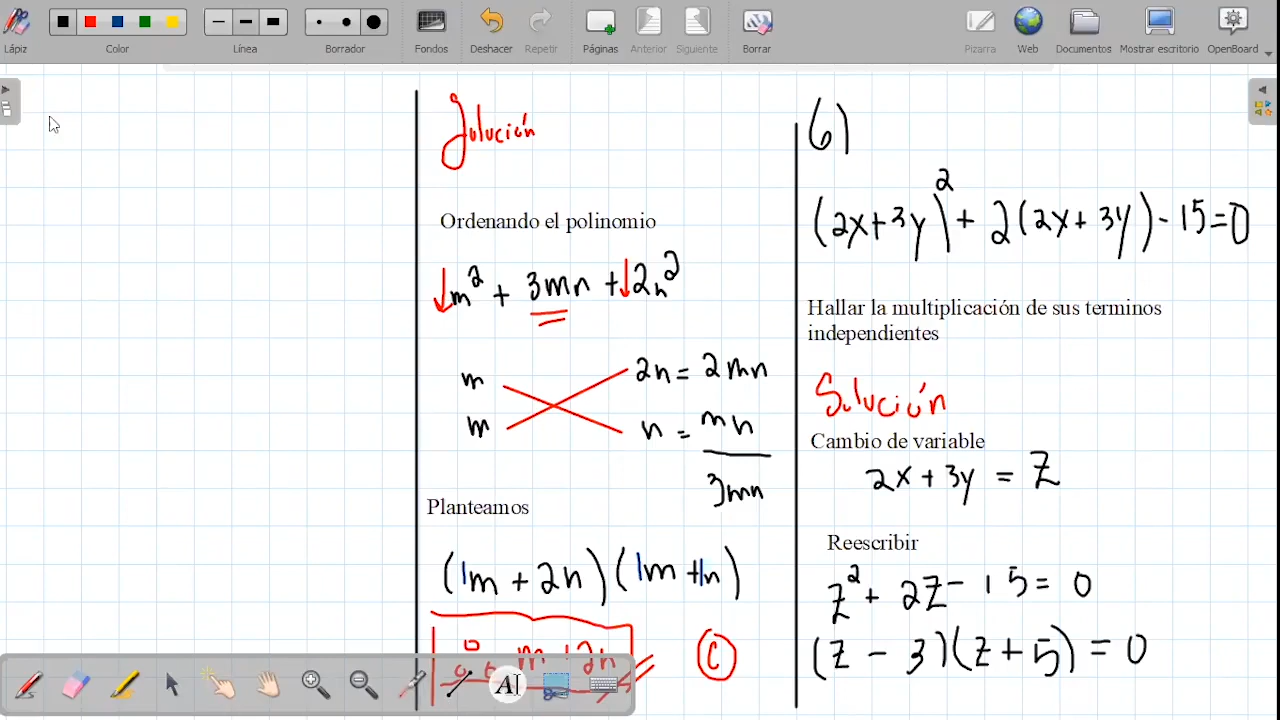 Lápiz
Color
Línea
Borrador
Fondos
Deshacer
Repetir
Páginas
Anterior
Siguiente
Borrar
Pizarra
Web
Documentos
Mostrar escritorio
OpenBoard
Solución
Ordenando el polinomio
m² + 3mn + 2n²
m 2n = 2mn
m n = mn
3mn
Planteamos
(1m + 2n)(1m + 1n)
m + 2n
C
6)
(2x+3y)² + 2(2x+3y) - 15 = 0
Hallar la multiplicación de sus terminos
independientes
Solución
Cambio de variable
2x + 3y = Z
Reescribir
Z² + 2Z - 15 = 0
(Z - 3)(Z + 5) = 0
AI